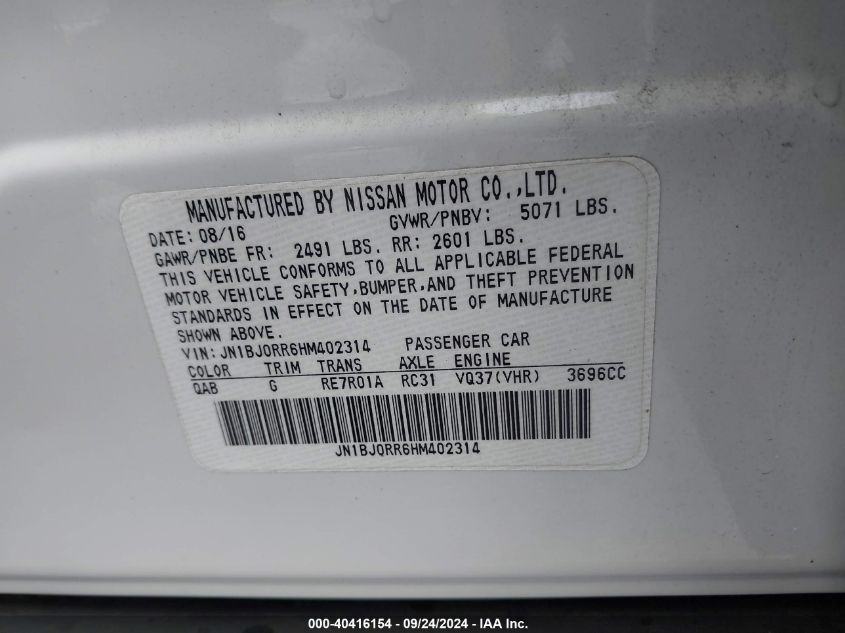 MANUFACTURED BY NISSAN MOTOR CO.,LTD.
DATE: 08/16 GVWR/PNBV: 5071 LBS.
GAWR/PNBE FR: 2491 LBS. RR: 2601 LBS.
THIS VEHICLE CONFORMS TO ALL APPLICABLE FEDERAL
MOTOR VEHICLE SAFETY,BUMPER,AND THEFT PREVENTION
STANDARDS IN EFFECT ON THE DATE OF MANUFACTURE
SHOWN ABOVE.
VIN: JN1BJ0RR6HM402314 PASSENGER CAR
COLOR TRIM TRANS AXLE ENGINE
QAB G RE7R01A RC31 VQ37(VHR) 3696CC
JN1BJ0RR6HM402314
000-40416154 - 09/24/2024 - IAA Inc.